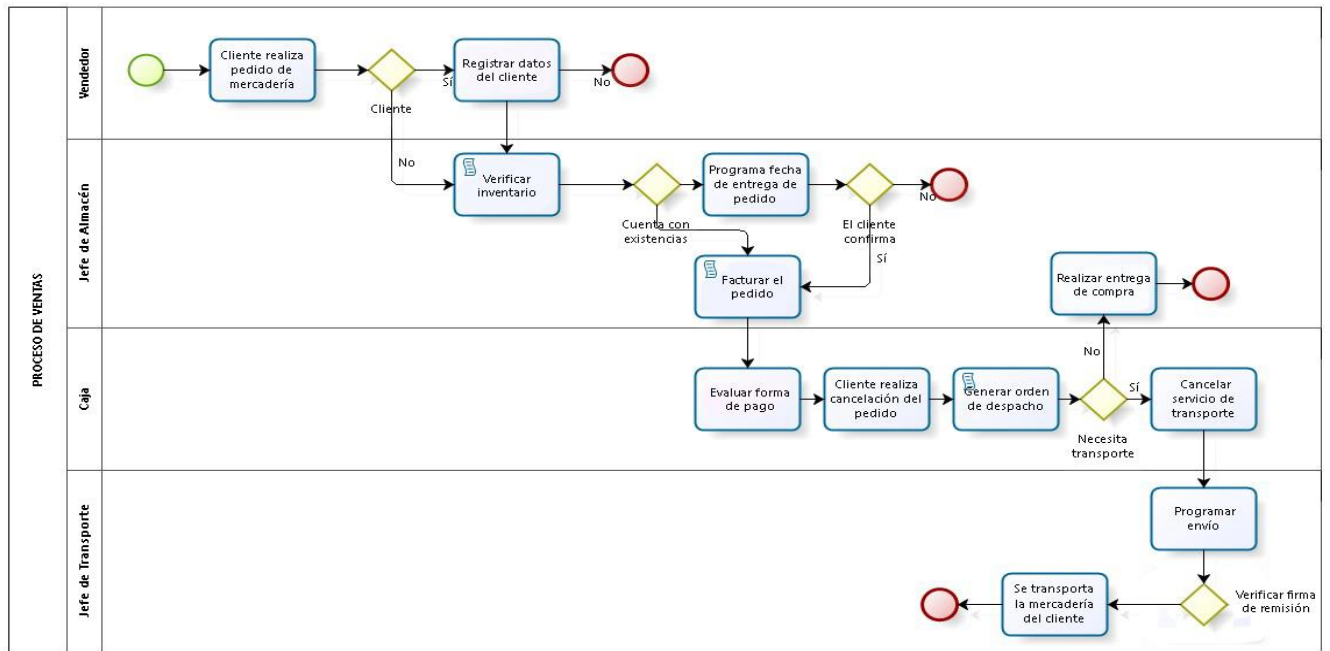 PROCESO DE VENTAS
Vendedor
Cliente realiza
pedido de
mercadería
Cliente
Sí
No
Registrar datos
del cliente
No
Jefe de Almacén
Verificar
inventario
Cuenta con
existencias
Programa fecha
de entrega de
pedido
El cliente
confirma
No
Sí
Facturar el
pedido
Realizar entrega
de compra
Caja
Evaluar forma
de pago
Cliente realiza
cancelación del
pedido
Generar orden
de despacho
Necesita
transporte
No
Sí
Cancelar
servicio de
transporte
Jefe de Transporte
Programar
envío
Verificar firma
de remisión
Se transporta
la mercadería
del cliente